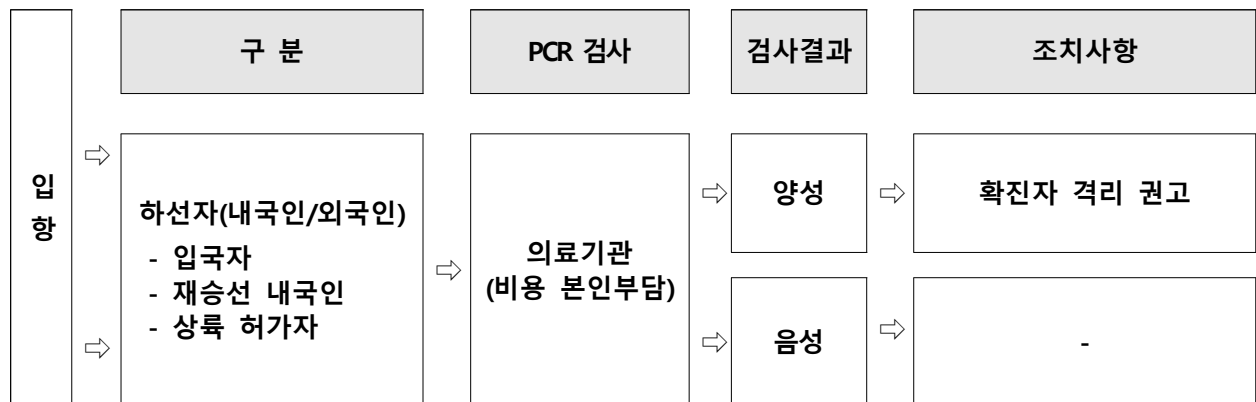 구 분
PCR 검사
검사결과
조치사항
입
항
⇨
⇨
하선자(내국인/외국인)
- 입국자
- 재승선 내국인
- 상륙 허가자
⇨
의료기관
(비용 본인부담)
⇨
양성
⇨
확진자 격리 권고
⇨
음성
⇨
-